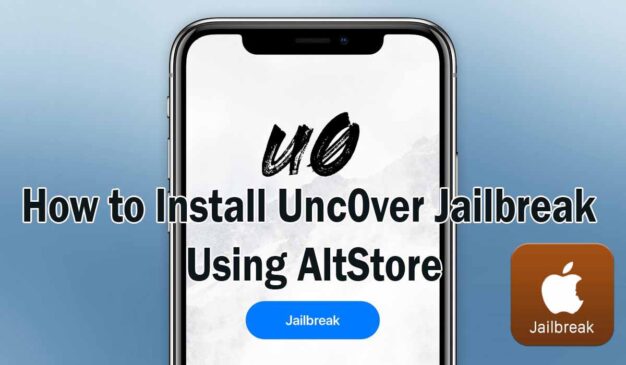 u0
How to Install Unc0ver Jailbreak
Using AltStore
Jailbreak
Jailbreak